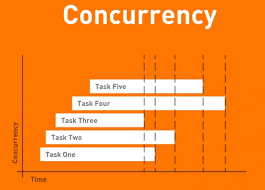 Concurrency
Task Five
Task Four
Task Three
Task Two
Task One
Concurrency
Time